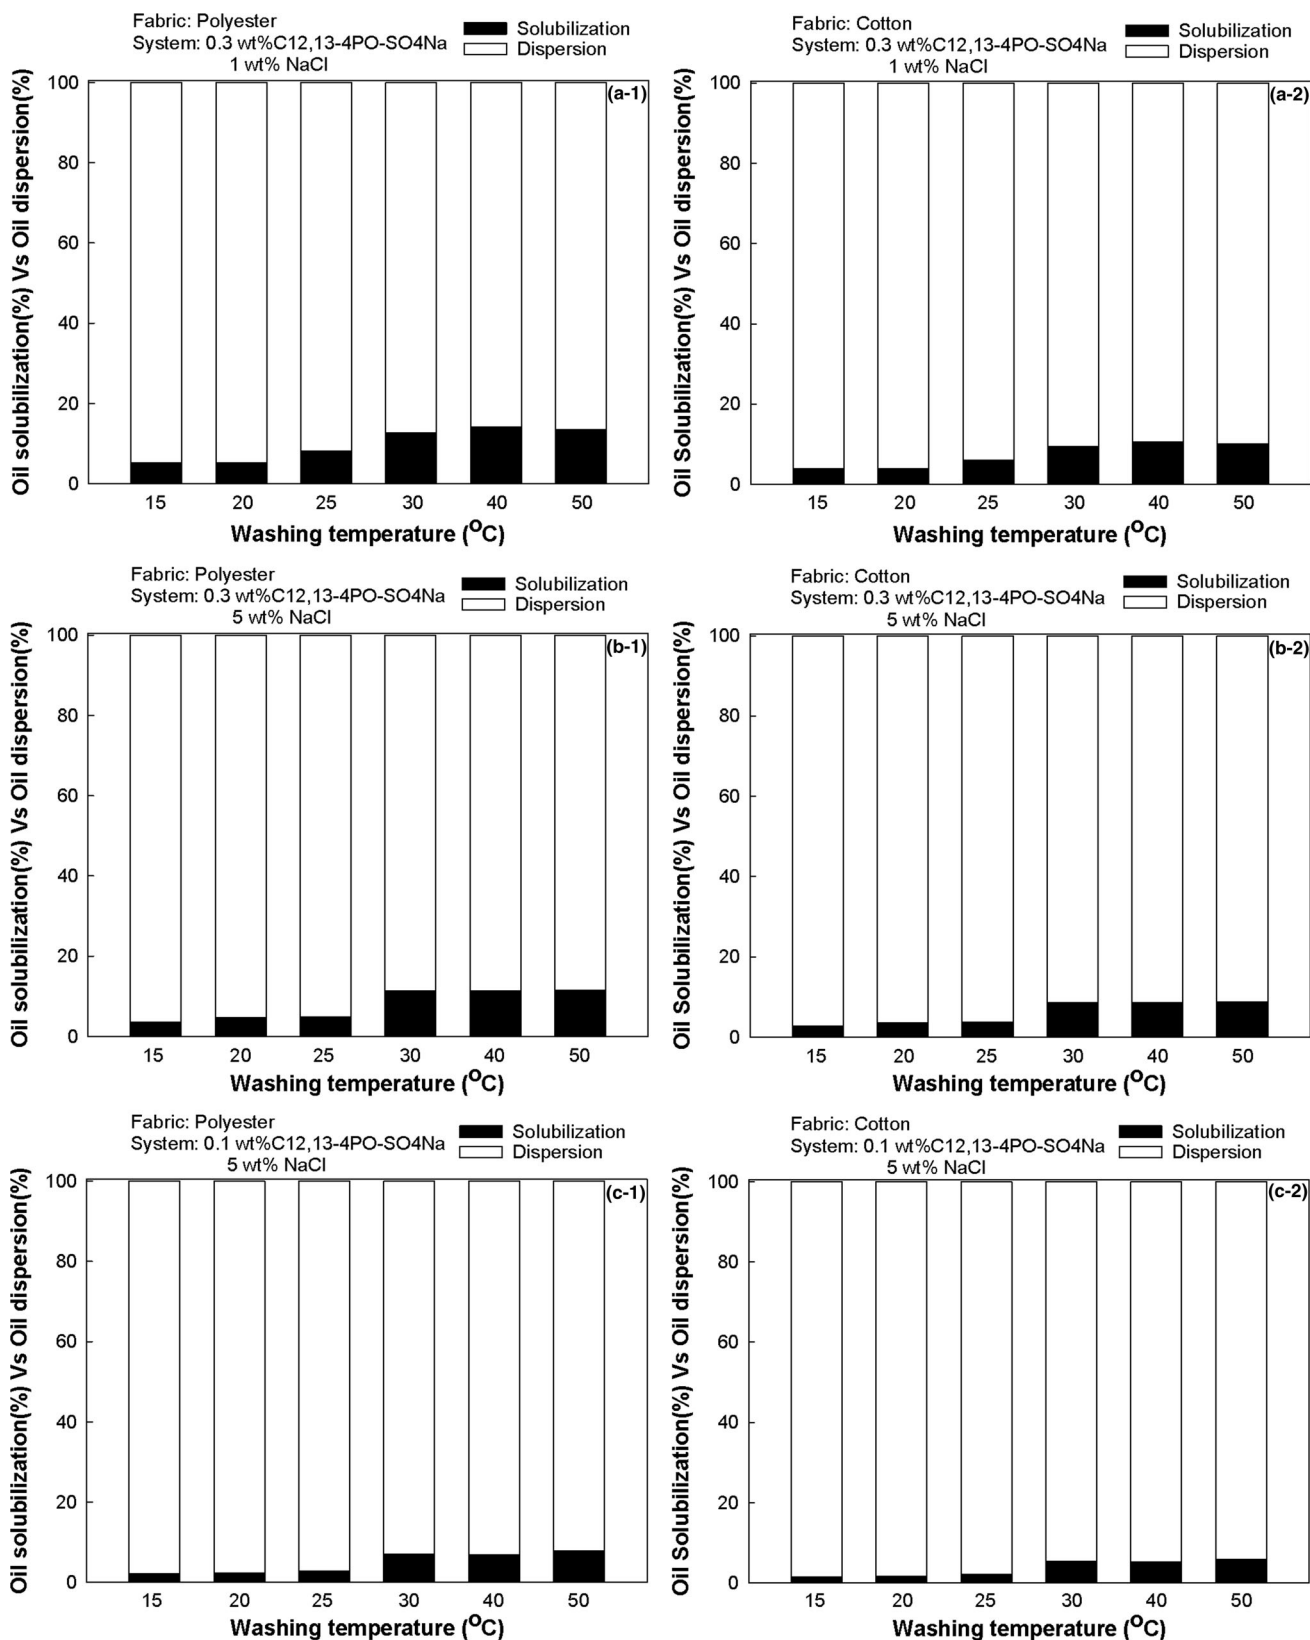 Fabric: Polyester
System: 0.3 wt%C12,13-4PO-SO4Na
1 wt% NaCl
Solubilization
Dispersion
(a-1)
Oil solubilization(%) Vs Oil dispersion(%)
100
80
60
40
20
0
15 20 25 30 40 50
Washing temperature (OC)
Fabric: Cotton
System: 0.3 wt%C12,13-4PO-SO4Na
1 wt% NaCl
Solubilization
Dispersion
(a-2)
Oil Solubilization(%) Vs Oil dispersion(%)
100
80
60
40
20
0
15 20 25 30 40 50
Washing temperature (OC)
Fabric: Polyester
System: 0.3 wt%C12,13-4PO-SO4Na
5 wt% NaCl
Solubilization
Dispersion
(b-1)
Oil solubilization(%) Vs Oil dispersion(%)
100
80
60
40
20
0
15 20 25 30 40 50
Washing temperature (OC)
Fabric: Cotton
System: 0.3 wt%C12,13-4PO-SO4Na
5 wt% NaCl
Solubilization
Dispersion
(b-2)
Oil Solubilization(%) Vs Oil dispersion(%)
100
80
60
40
20
0
15 20 25 30 40 50
Washing temperature (OC)
Fabric: Polyester
System: 0.1 wt%C12,13-4PO-SO4Na
5 wt% NaCl
Solubilization
Dispersion
(c-1)
Oil solubilization(%) Vs Oil dispersion(%)
100
80
60
40
20
0
15 20 25 30 40 50
Washing temperature (OC)
Fabric: Cotton
System: 0.1 wt%C12,13-4PO-SO4Na
5 wt% NaCl
Solubilization
Dispersion
(c-2)
Oil Solubilization(%) Vs Oil dispersion(%)
100
80
60
40
20
0
15 20 25 30 40 50
Washing temperature (OC)